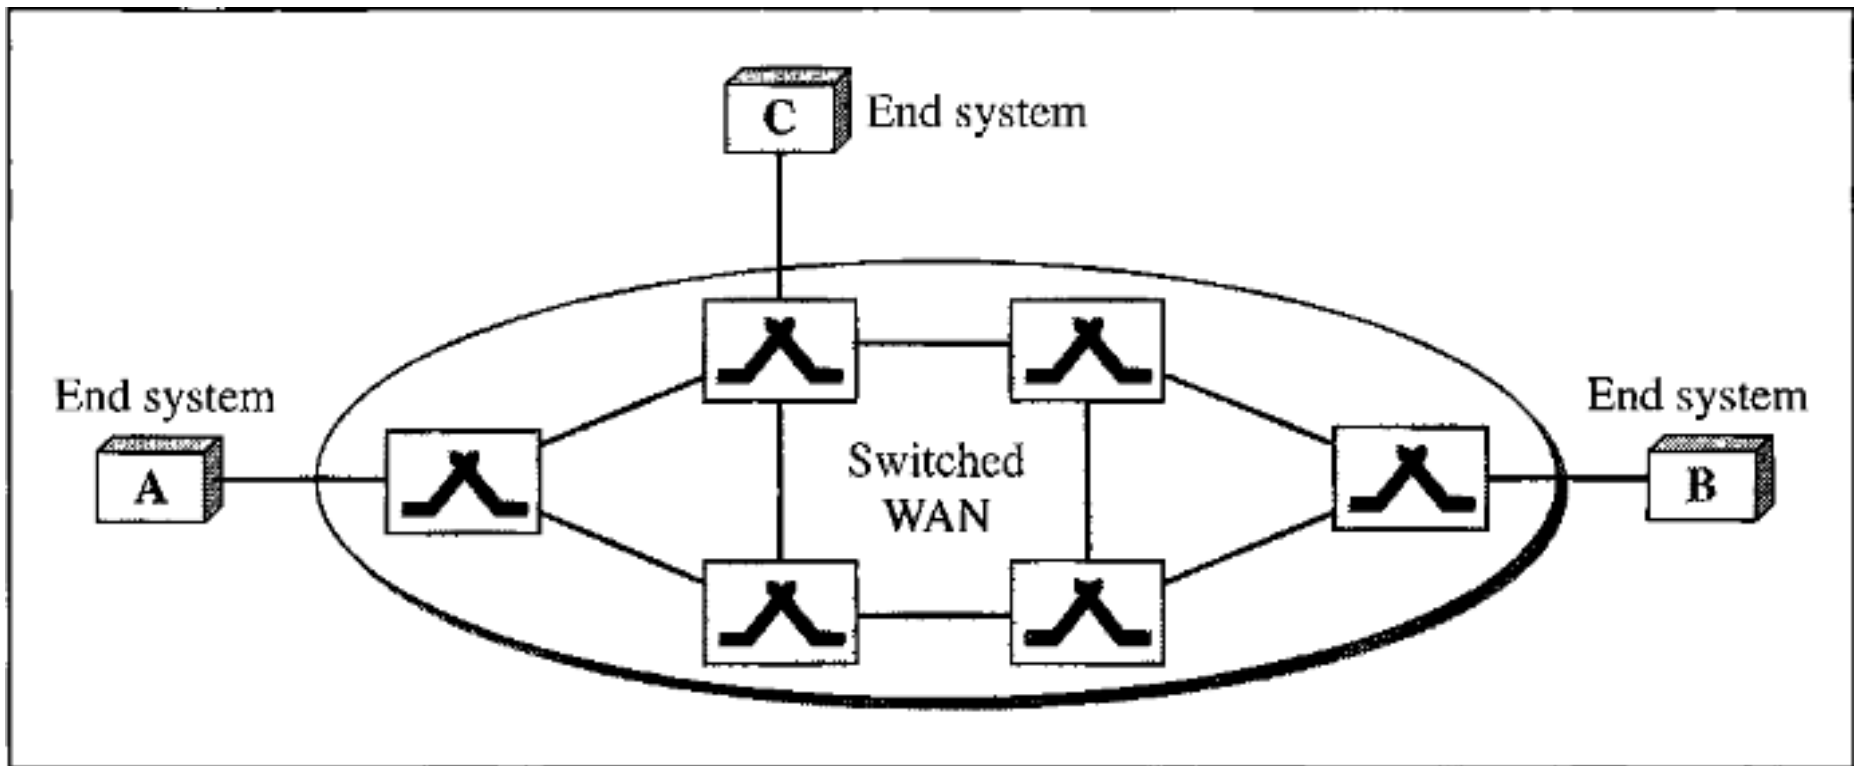 C
End system
End system
A
Switched
WAN
End system
B